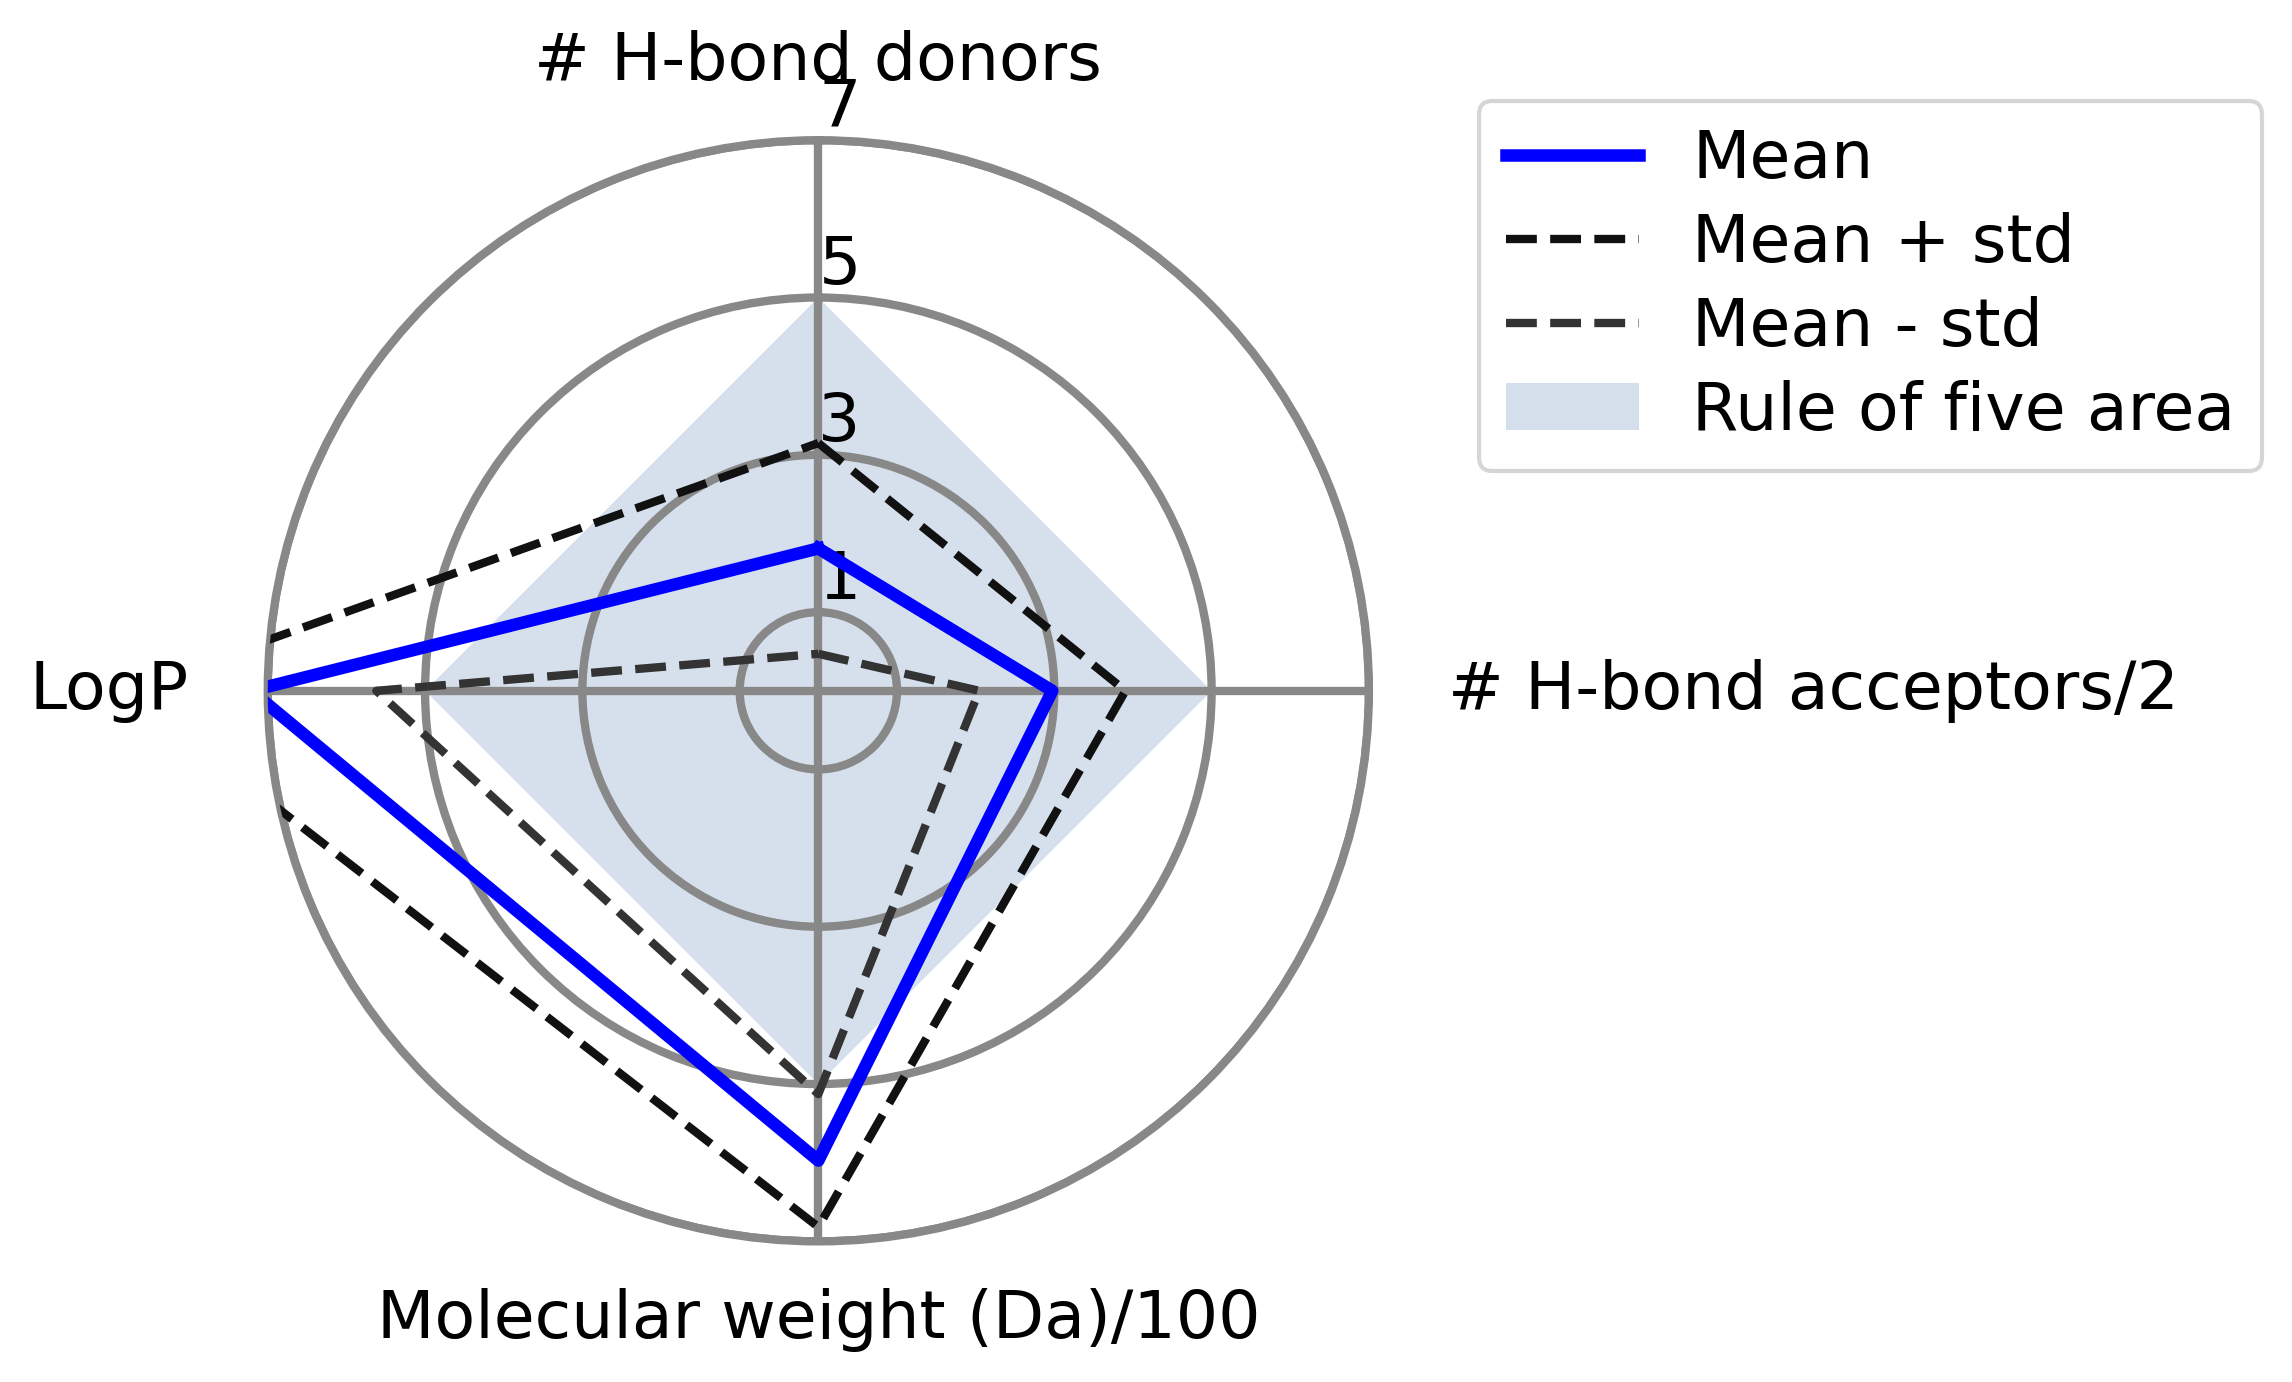 # H-bond donors
7
5
3
1
LogP
# H-bond acceptors/2
Molecular weight (Da)/100
Mean
Mean + std
Mean - std
Rule of five area